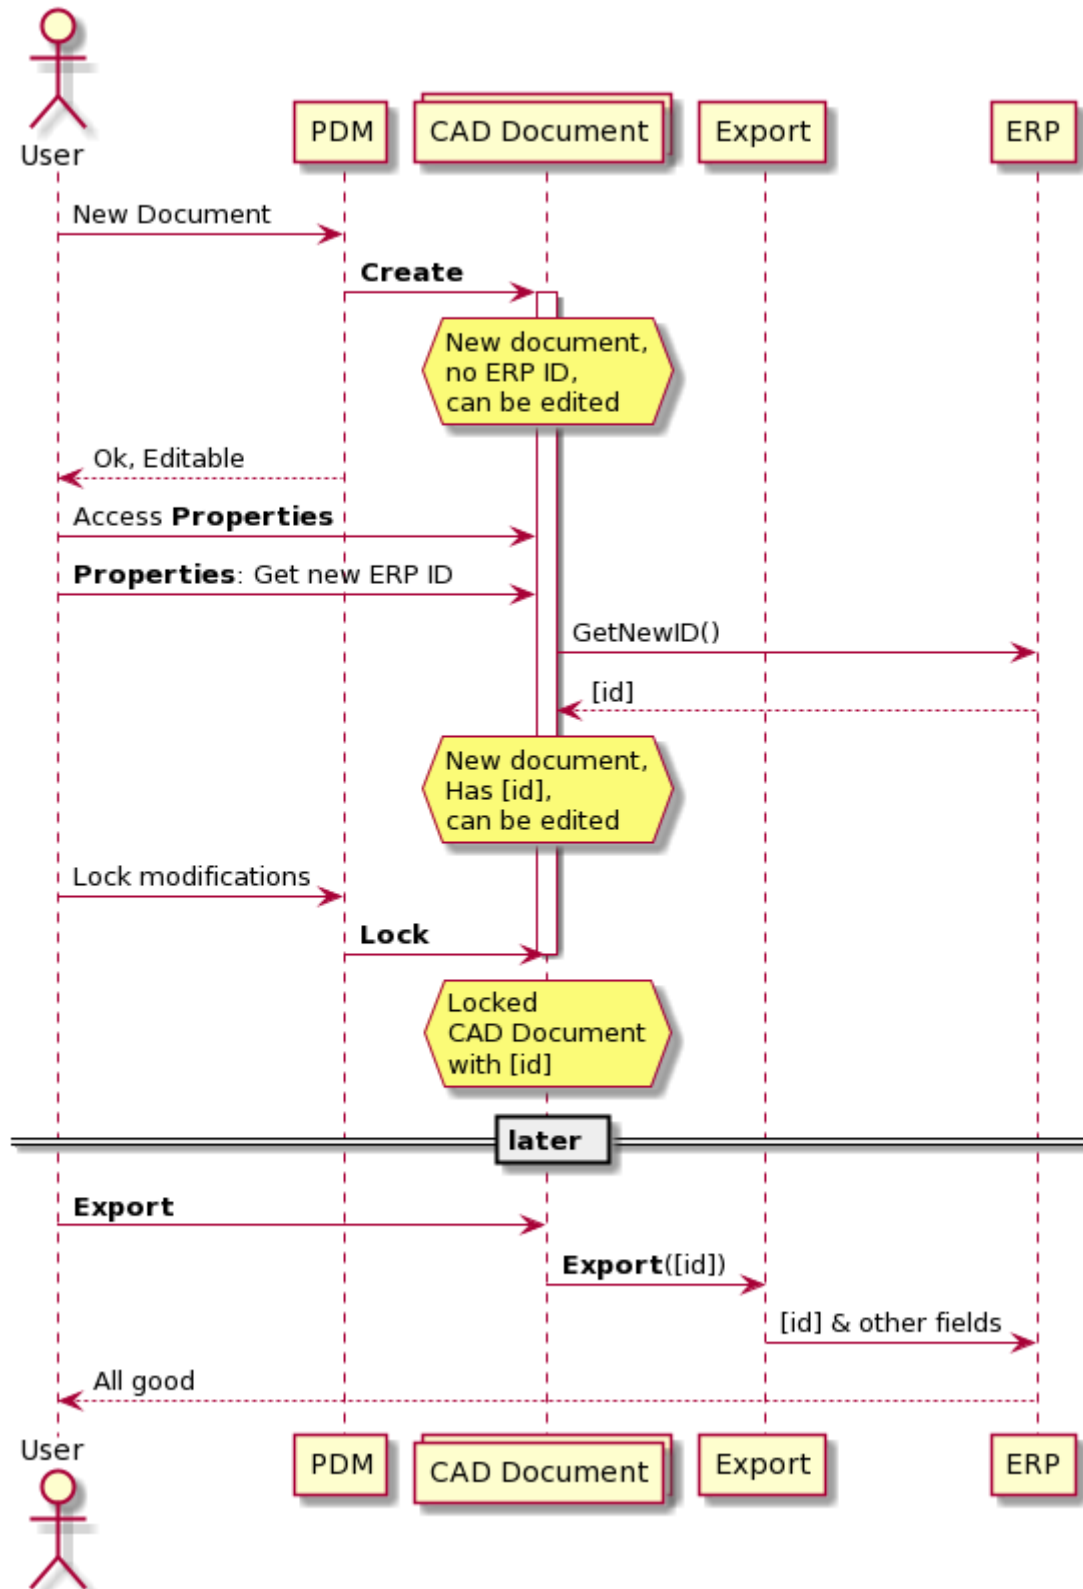 User
PDM
CAD Document
Export
ERP
New Document
Create
New document,
no ERP ID,
can be edited
Ok, Editable
Access Properties
Properties: Get new ERP ID
GetNewID()
[id]
New document,
Has [id],
can be edited
Lock modifications
Lock
Locked
CAD Document
with [id]
later
Export
Export([id])
[id] & other fields
All good
User
PDM
CAD Document
Export
ERP